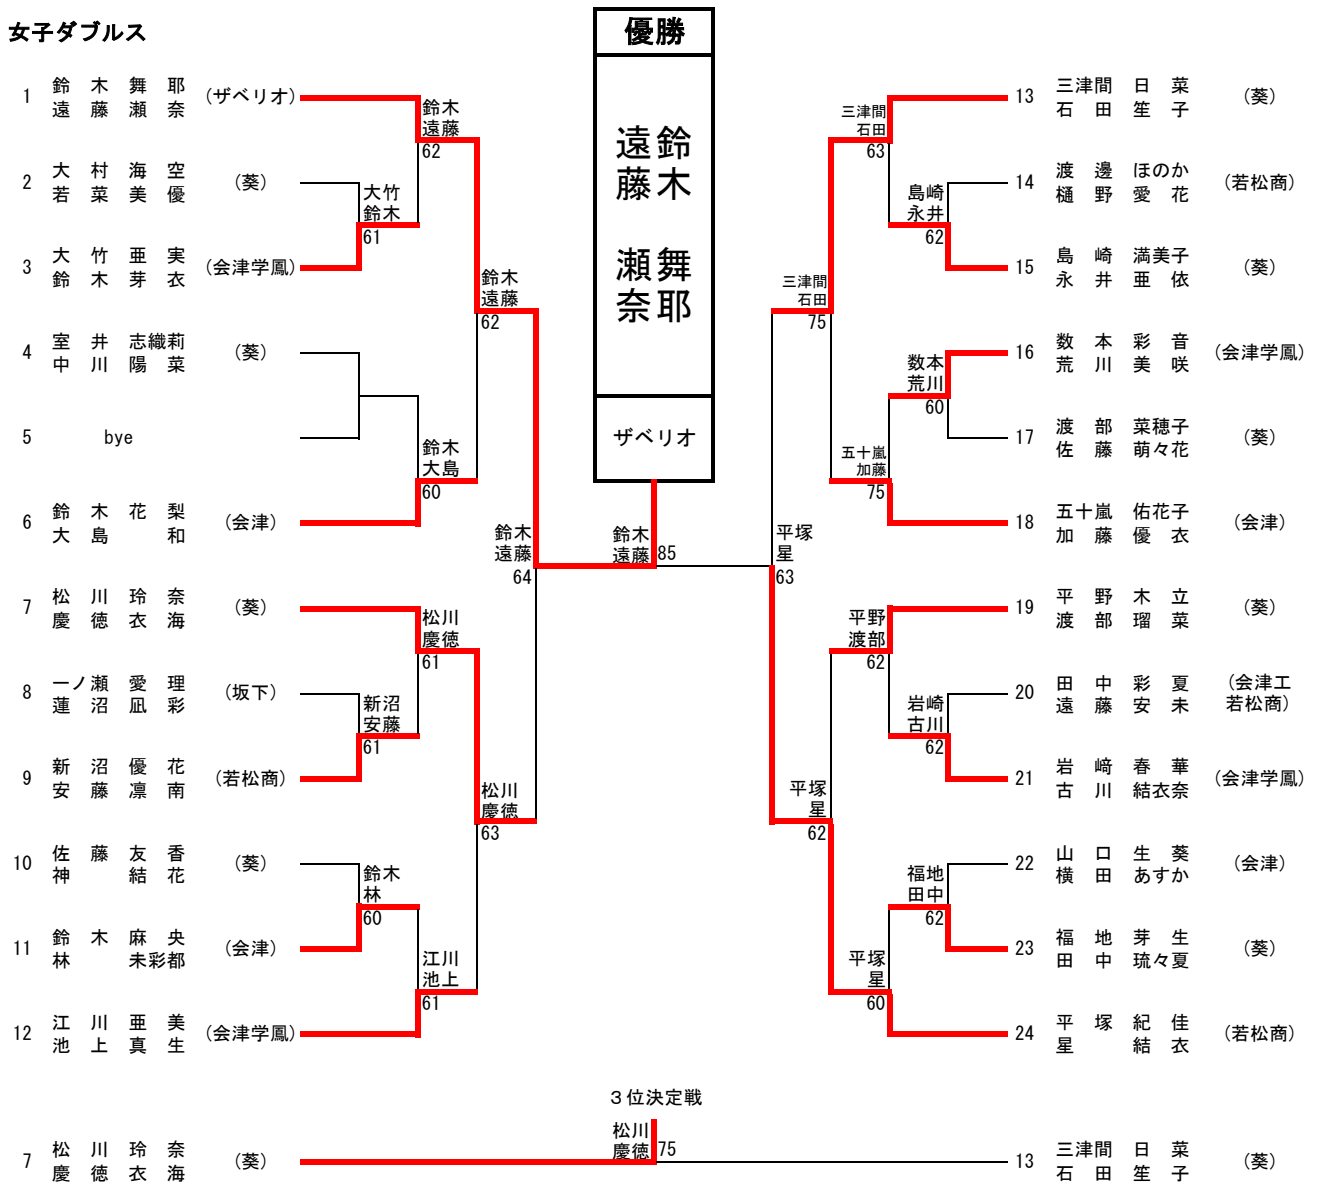 女子ダブルス
優勝
鈴木 舞耶
遠藤 瀬奈
ザベリオ
1 鈴木舞耶 (ザベリオ)
遠藤瀬奈
2 大村海空 (葵)
若菜美優
3 大竹亜実 (会津学鳳)
鈴木芽衣
4 室井志織莉 (葵)
中川陽菜
5 bye
6 鈴木花梨 (会津)
大島和
7 松川玲奈 (葵)
慶徳衣海
8 一ノ瀬愛理 (坂下)
蓮沼凪彩
9 新沼優花 (若松商)
安藤凛南
10 佐藤友香 (葵)
神結花
11 鈴木麻央 (会津)
林未彩都
12 江川亜美 (会津学鳳)
池上真生
鈴木
遠藤
62
大竹
鈴木
61
鈴木
遠藤
62
鈴木
大島
60
鈴木
遠藤
64
松川
慶徳
61
新沼
安藤
61
松川
慶徳
63
鈴木
林
60
江川
池上
61
鈴木
遠藤
85
三津間
石田
63
島崎
永井
62
三津間
石田
75
数本
荒川
60
五十嵐
加藤
75
平塚
星
63
平野
渡部
62
岩崎
古川
62
平塚
星
62
福地
田中
62
平塚
星
60
13 三津間日菜 (葵)
石田笙子
14 渡邊ほのか (若松商)
樋野愛花
15 島崎満美子 (葵)
永井亜依
16 数本彩音 (会津学鳳)
荒川美咲
17 渡部菜穂子 (葵)
佐藤萌々花
18 五十嵐佑花子 (会津)
加藤優衣
19 平野木立 (葵)
渡部瑠菜
20 田中彩夏 (会津工
遠藤安未 若松商)
21 岩﨑春華 (会津学鳳)
古川結衣奈
22 山口生葵 (会津)
横田あすか
23 福地芽生 (葵)
田中琉々夏
24 平塚紀佳 (若松商)
星結衣
3位決定戦
7 松川玲奈 (葵)
慶徳衣海
松川
慶徳
75
13 三津間日菜 (葵)
石田笙子